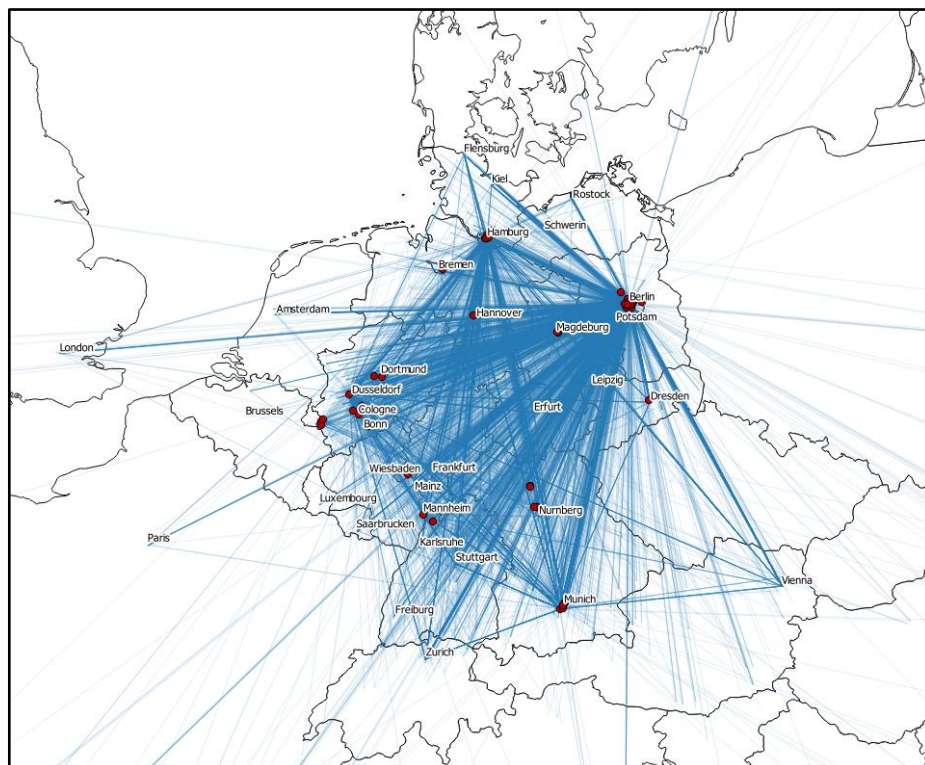 Flensburg
Kiel
Rostock
Schwerin
Hamburg
Bremen
Berlin
Amsterdam
Hannover
Potsdam
Magdeburg
London
Dortmund
Leipzig
Dusseldorf
Dresden
Brussels
Cologne
Erfurt
Bonn
Wiesbaden
Frankfurt
Mainz
Luxembourg
Mannheim
Nurnberg
Saarbrucken
Paris
Karlsruhe
Stuttgart
Vienna
Munich
Freiburg
Zurich